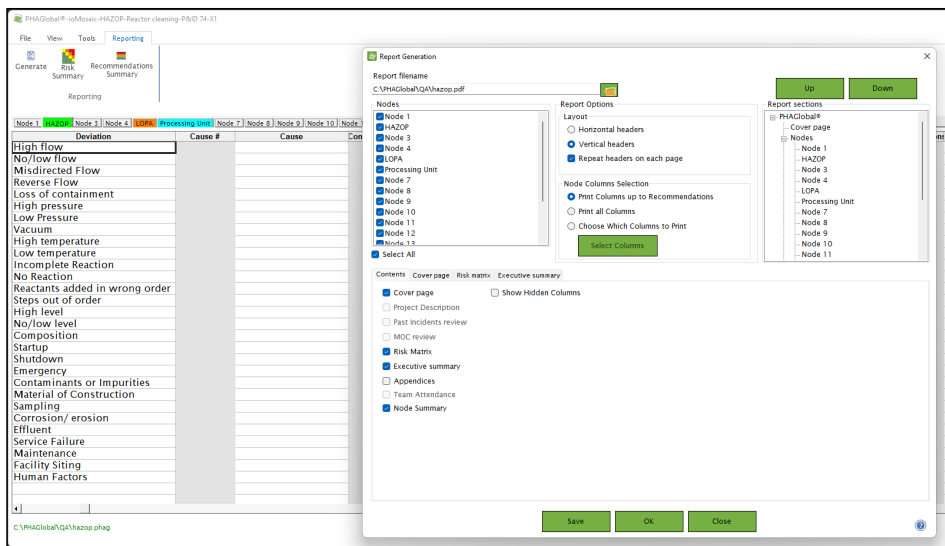 PHAGlobal®-ioMosaic-HAZOP-Reactor cleaning-P&ID 74-X1
File View Tools Reporting
Generate Risk Summary Recommendations Summary
Reporting
Node 1 HAZOP Node 3 Node 4 LOPA Processing Unit Node 7 Node 8 Node 9 Node 10 Node
Deviation Cause # Cause
High flow
No/low flow
Misdirected Flow
Reverse Flow
Loss of containment
High pressure
Low Pressure
Vacuum
High temperature
Low temperature
Incomplete Reaction
No Reaction
Reactants added in wrong order
Steps out of order
High level
No/low level
Composition
Startup
Shutdown
Emergency
Contaminants or Impurities
Material of Construction
Sampling
Corrosion/ erosion
Effluent
Service Failure
Maintenance
Facility Siting
Human Factors
C:\PHAGlobal\QA\hazop.phag
Report Generation
Report filename
C:\PHAGlobal\QA\hazop.pdf
Up Down
Nodes
Node 1
HAZOP
Node 3
Node 4
LOPA
Processing Unit
Node 7
Node 8
Node 9
Node 10
Node 11
Node 12
Node 13
Select All
Report Options
Layout
Horizontal headers
Vertical headers
Repeat headers on each page
Node Columns Selection
Print Columns up to Recommendations
Print all Columns
Choose Which Columns to Print
Select Columns
Report sections
PHAGlobal®
Cover page
Nodes
Node 1
HAZOP
Node 3
Node 4
LOPA
Processing Unit
Node 7
Node 8
Node 9
Node 10
Node 11
Contents Cover page Risk matrix Executive summary
Cover page Show Hidden Columns
Project Description
Past Incidents review
MOC review
Risk Matrix
Executive summary
Appendices
Team Attendance
Node Summary
Save OK Close